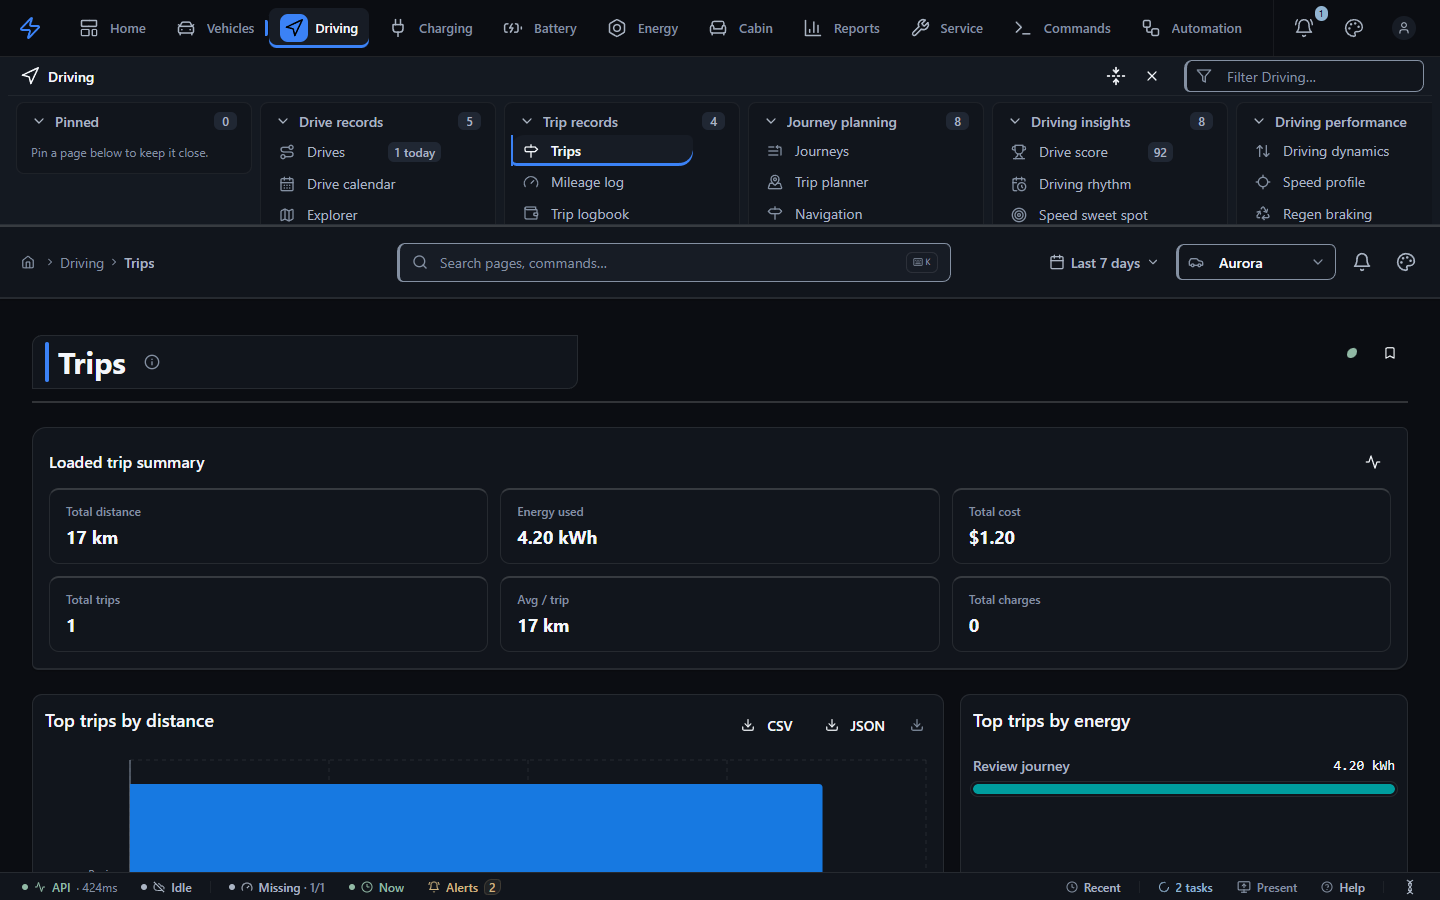 Home
Vehicles
Driving
Charging
Battery
Energy
Cabin
Reports
Service
Commands
Automation
1
Driving
Filter Driving...
Pinned 0
Pin a page below to keep it close.
Drive records 5
Drives 1 today
Drive calendar
Explorer
Trip records 4
Trips
Mileage log
Trip logbook
Journey planning 8
Journeys
Trip planner
Navigation
Driving insights 8
Drive score 92
Driving rhythm
Speed sweet spot
Driving performance
Driving dynamics
Speed profile
Regen braking
Driving
Trips
Search pages, commands...
K
Last 7 days
Aurora
Trips
Loaded trip summary
Total distance
17 km
Energy used
4.20 kWh
Total cost
$1.20
Total trips
1
Avg / trip
17 km
Total charges
0
Top trips by distance
CSV
JSON
Top trips by energy
Review journey 4.20 kWh
API · 424ms
Idle
Missing · 1/1
Now
Alerts 2
Recent
2 tasks
Present
Help